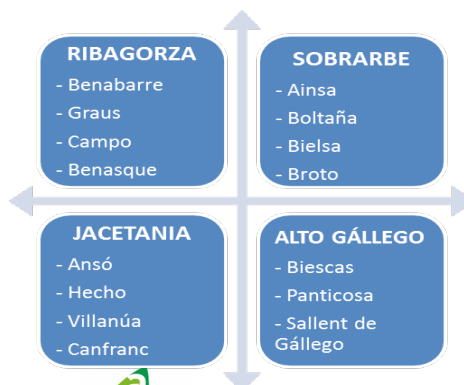 RIBAGORZA
- Benabarre
- Graus
- Campo
- Benasque
SOBRARBE
- Ainsa
- Boltaña
- Bielsa
- Broto
JACETANIA
- Ansó
- Hecho
- Villanúa
- Canfranc
ALTO GÁLLEGO
- Biescas
- Panticosa
- Sallent de
Gállego